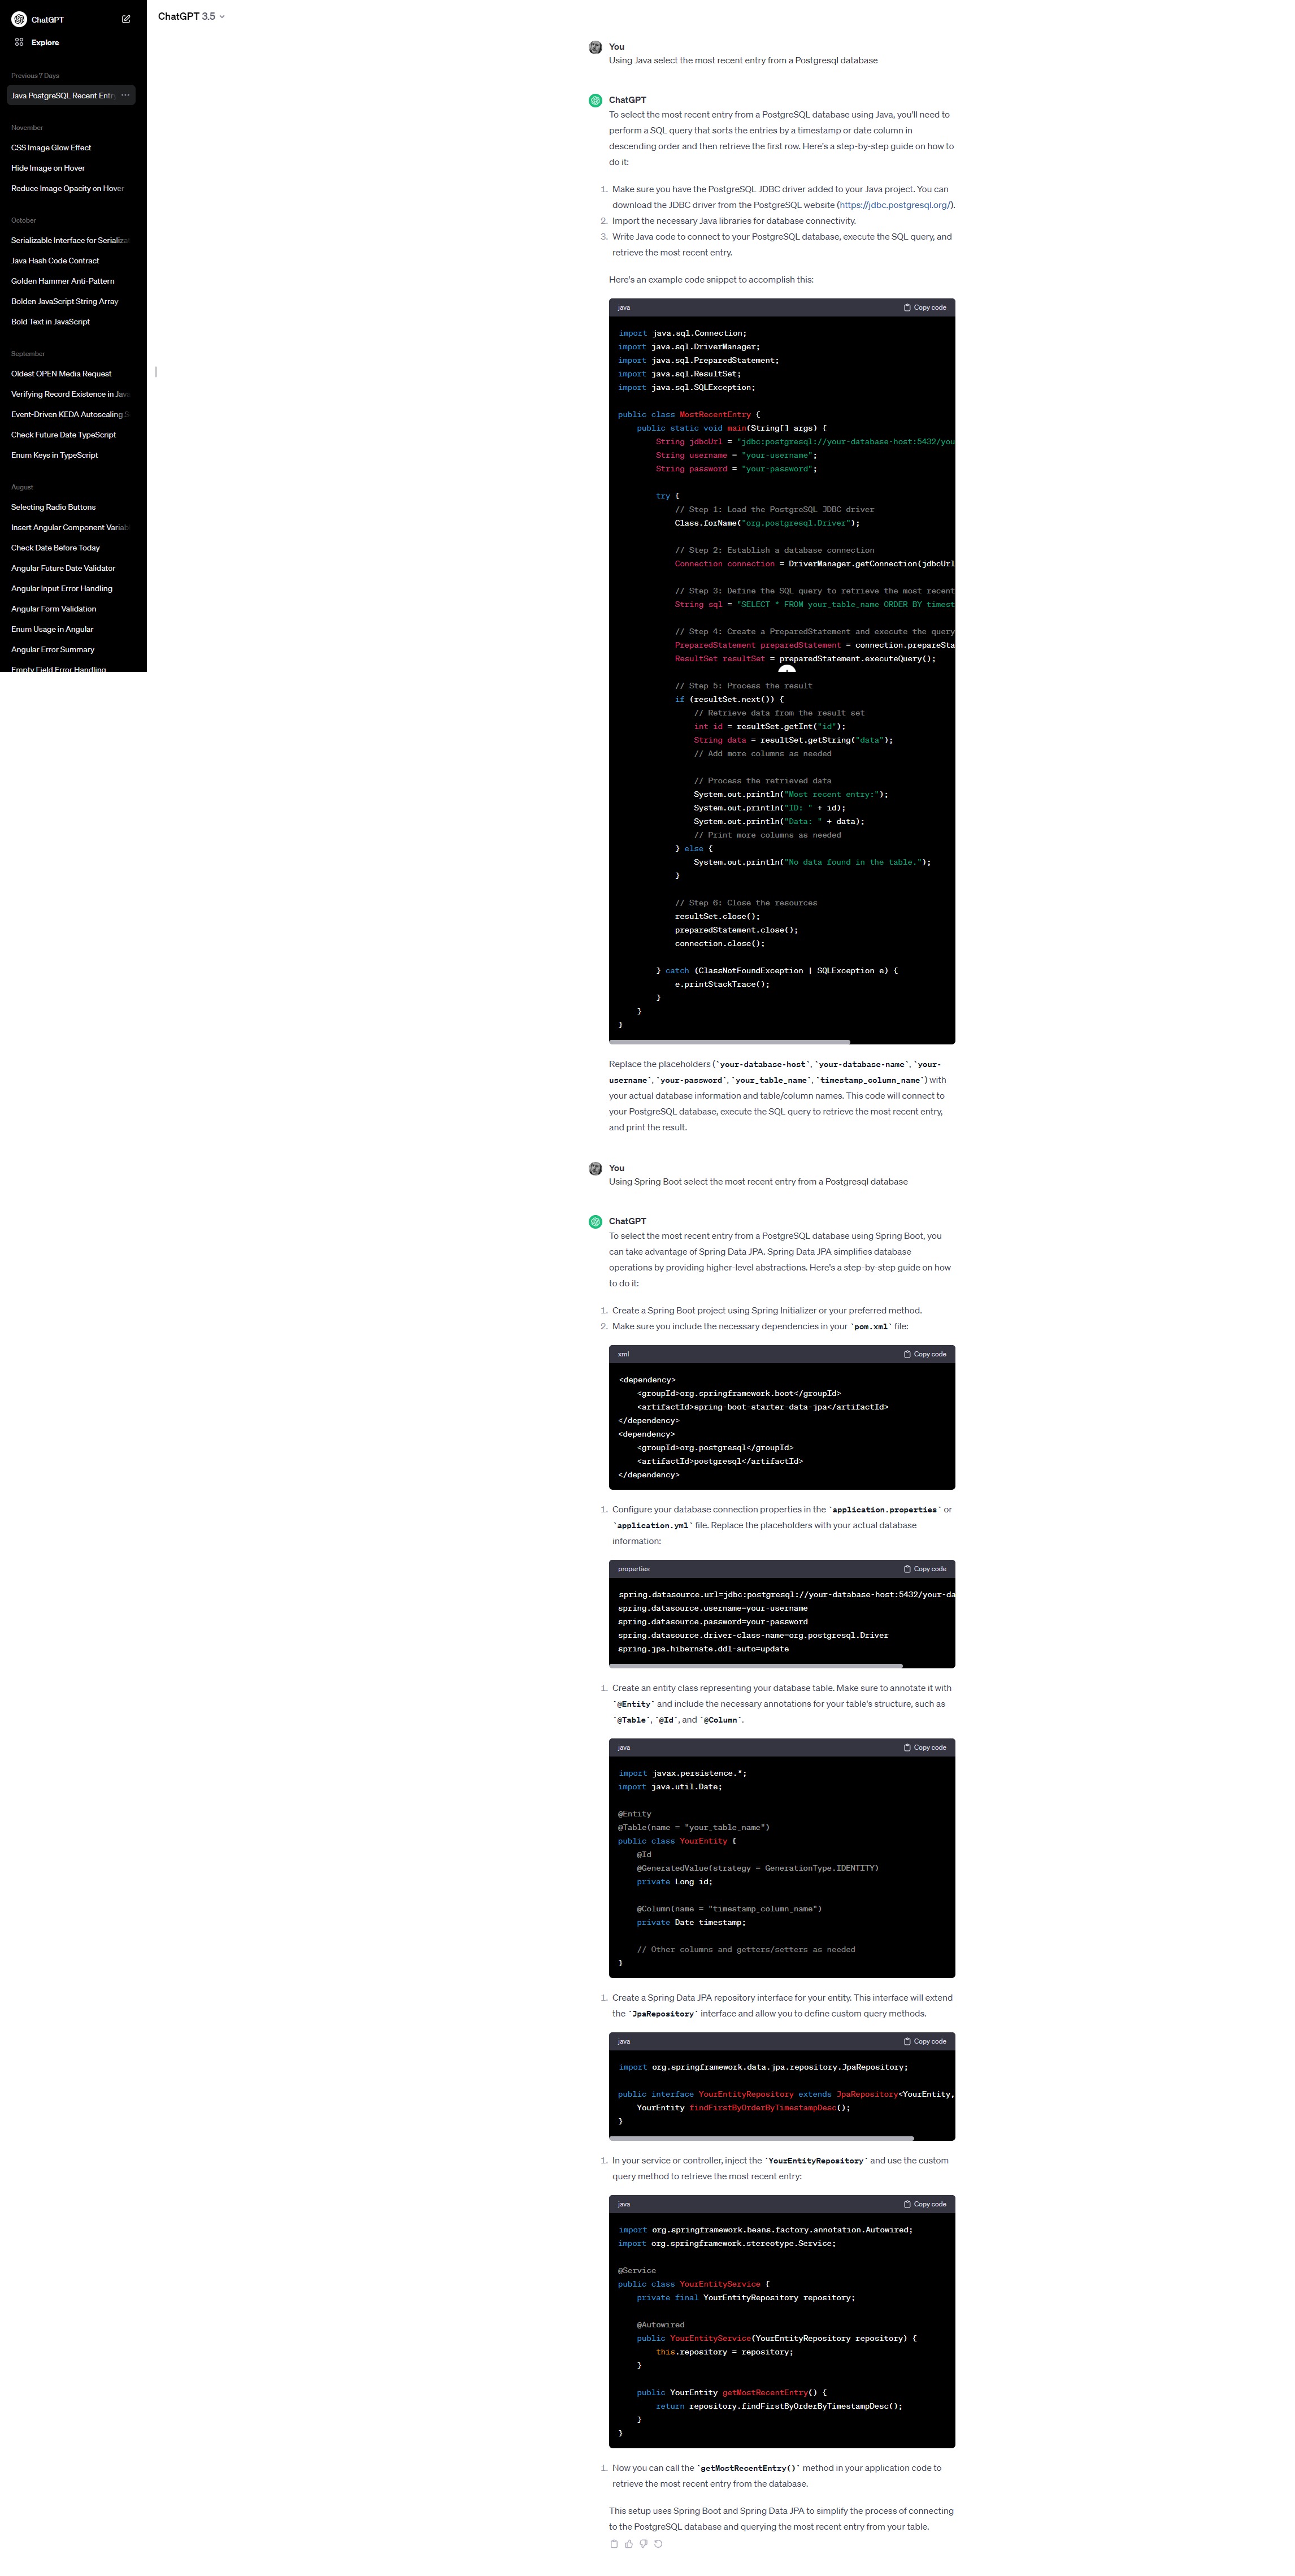 ChatGPT
Explore
Previous 7 Days
Java PostgreSQL Recent Entr
November
CSS Image Glow Effect
Hide Image on Hover
Reduce Image Opacity on Hover
October
Serializable Interface for Serializat
Java Hash Code Contract
Golden Hammer Anti-Pattern
Bolden JavaScript String Array
Bold Text in JavaScript
September
Oldest OPEN Media Request
Verifying Record Existence in Java
Event-Driven KEDA Autoscaling S
Check Future Date TypeScript
Enum Keys in TypeScript
August
Selecting Radio Buttons
Insert Angular Component Variab
Check Date Before Today
Angular Future Date Validator
Angular Input Error Handling
Angular Form Validation
Enum Usage in Angular
Angular Error Summary
Empty Field Error Handling
ChatGPT 3.5
You
Using Java select the most recent entry from a Postgresql database
ChatGPT
To select the most recent entry from a PostgreSQL database using Java, you'll need to
perform a SQL query that sorts the entries by a timestamp or date column in
descending order and then retrieve the first row. Here's a step-by-step guide on how to
do it:
1. Make sure you have the PostgreSQL JDBC driver added to your Java project. You can
download the JDBC driver from the PostgreSQL website (https://jdbc.postgresql.org/).
2. Import the necessary Java libraries for database connectivity.
3. Write Java code to connect to your PostgreSQL database, execute the SQL query, and
retrieve the most recent entry.
Here's an example code snippet to accomplish this:
java Copy code
import java.sql.Connection;
import java.sql.DriverManager;
import java.sql.PreparedStatement;
import java.sql.ResultSet;
import java.sql.SQLException;
public class MostRecentEntry {
public static void main(String[] args) {
String jdbcUrl = "jdbc:postgresql://your-database-host:5432/you
String username = "your-username";
String password = "your-password";
try {
// Step 1: Load the PostgreSQL JDBC driver
Class.forName("org.postgresql.Driver");
// Step 2: Establish a database connection
Connection connection = DriverManager.getConnection(jdbcUrl
// Step 3: Define the SQL query to retrieve the most recent
String sql = "SELECT * FROM your_table_name ORDER BY timest
// Step 4: Create a PreparedStatement and execute the query
PreparedStatement preparedStatement = connection.prepareSta
ResultSet resultSet = preparedStatement.executeQuery();
// Step 5: Process the result
if (resultSet.next()) {
// Retrieve data from the result set
int id = resultSet.getInt("id");
String data = resultSet.getString("data");
// Add more columns as needed
// Process the retrieved data
System.out.println("Most recent entry:");
System.out.println("ID: " + id);
System.out.println("Data: " + data);
// Print more columns as needed
} else {
System.out.println("No data found in the table.");
}
// Step 6: Close the resources
resultSet.close();
preparedStatement.close();
connection.close();
} catch (ClassNotFoundException | SQLException e) {
e.printStackTrace();
}
}
}
Replace the placeholders (`your-database-host`, `your-database-name`, `your-
username`, `your-password`, `your_table_name`, `timestamp_column_name`) with
your actual database information and table/column names. This code will connect to
your PostgreSQL database, execute the SQL query to retrieve the most recent entry,
and print the result.
You
Using Spring Boot select the most recent entry from a Postgresql database
ChatGPT
To select the most recent entry from a PostgreSQL database using Spring Boot, you
can take advantage of Spring Data JPA. Spring Data JPA simplifies database
operations by providing higher-level abstractions. Here's a step-by-step guide on how
to do it:
1. Create a Spring Boot project using Spring Initializer or your preferred method.
2. Make sure you include the necessary dependencies in your `pom.xml` file:
xml Copy code
<dependency>
<groupId>org.springframework.boot</groupId>
<artifactId>spring-boot-starter-data-jpa</artifactId>
</dependency>
<dependency>
<groupId>org.postgresql</groupId>
<artifactId>postgresql</artifactId>
</dependency>
1. Configure your database connection properties in the `application.properties` or
`application.yml` file. Replace the placeholders with your actual database
information:
properties Copy code
spring.datasource.url=jdbc:postgresql://your-database-host:5432/your-da
spring.datasource.username=your-username
spring.datasource.password=your-password
spring.datasource.driver-class-name=org.postgresql.Driver
spring.jpa.hibernate.ddl-auto=update
1. Create an entity class representing your database table. Make sure to annotate it with
`@Entity` and include the necessary annotations for your table's structure, such as
`@Table`, `@Id`, and `@Column`.
java Copy code
import javax.persistence.*;
import java.util.Date;
@Entity
@Table(name = "your_table_name")
public class YourEntity {
@Id
@GeneratedValue(strategy = GenerationType.IDENTITY)
private Long id;
@Column(name = "timestamp_column_name")
private Date timestamp;
// Other columns and getters/setters as needed
}
1. Create a Spring Data JPA repository interface for your entity. This interface will extend
the `JpaRepository` interface and allow you to define custom query methods.
java Copy code
import org.springframework.data.jpa.repository.JpaRepository;
public interface YourEntityRepository extends JpaRepository<YourEntity,
YourEntity findFirstByOrderByTimestampDesc();
}
1. In your service or controller, inject the `YourEntityRepository` and use the custom
query method to retrieve the most recent entry:
java Copy code
import org.springframework.beans.factory.annotation.Autowired;
import org.springframework.stereotype.Service;
@Service
public class YourEntityService {
private final YourEntityRepository repository;
@Autowired
public YourEntityService(YourEntityRepository repository) {
this.repository = repository;
}
public YourEntity getMostRecentEntry() {
return repository.findFirstByOrderByTimestampDesc();
}
}
1. Now you can call the `getMostRecentEntry()` method in your application code to
retrieve the most recent entry from the database.
This setup uses Spring Boot and Spring Data JPA to simplify the process of connecting
to the PostgreSQL database and querying the most recent entry from your table.